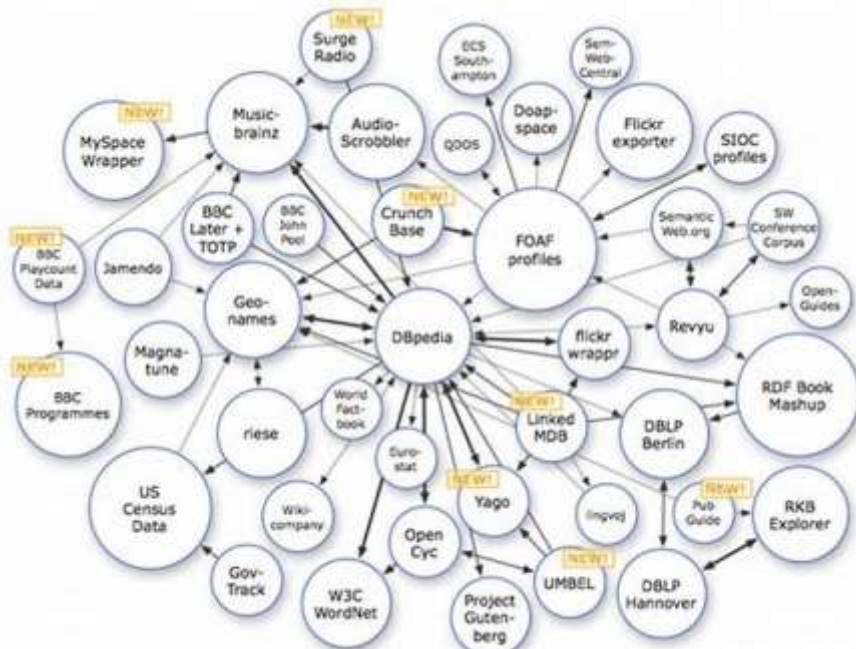 NEW!
Surge
Radio
ECS
South-
ampton
Sem-
Web-
Central
Music-
brainz
Audio-
Scrobbler
Doap-
space
Flickr
exporter
NEW!
MySpace
Wrapper
QDOS
SIOC
profiles
NEW!
Crunch
Base
BBC
Later +
TOTP
BBC
John
Peel
FOAF
profiles
Semantic
Web.org
SW
Conference
Corpus
NEW!
BBC
Playcount
Data
Jamendo
Geo-
names
DBpedia
flickr
wrappr
Revyu
Open-
Guides
Magna-
tune
NEW!
BBC
Programmes
World
Fact-
book
NEW!
Linked
MDB
RDF Book
Mashup
riese
Euro-
stat
DBLP
Berlin
US
Census
Data
Wiki-
company
NEW!
Yago
lingvoj
NEW!
Pub
Guide
RKB
Explorer
Open
Cyc
Gov-
Track
W3C
WordNet
Project
Guten-
berg
NEW!
UMBEL
DBLP
Hannover